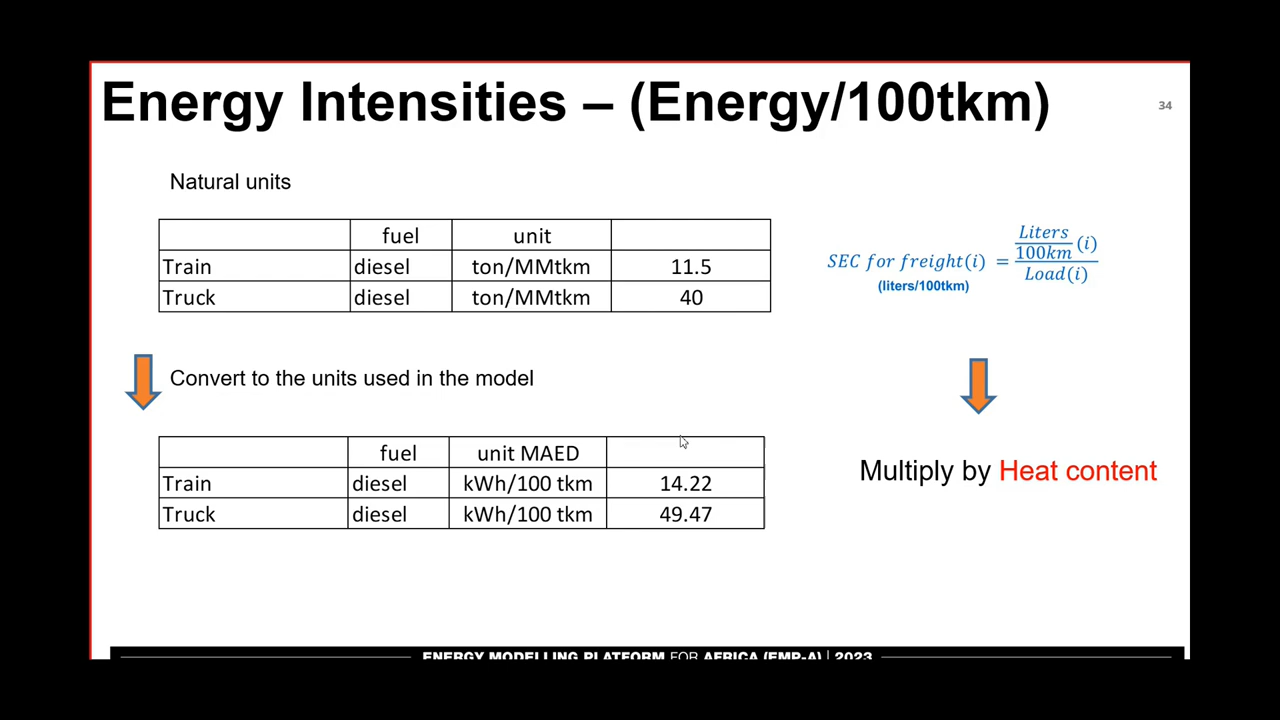 Energy Intensities – (Energy/100tkm)
34
Natural units
fuel unit
Train diesel ton/MMtkm 11.5
Truck diesel ton/MMtkm 40
SEC for freight(i) = Liters/100km (i) / Load(i)
(liters/100tkm)
Convert to the units used in the model
fuel unit MAED
Train diesel kWh/100 tkm 14.22
Truck diesel kWh/100 tkm 49.47
Multiply by Heat content
ENERGY MODELLING PLATFORM FOR AFRICA (EMP-A) | 2023